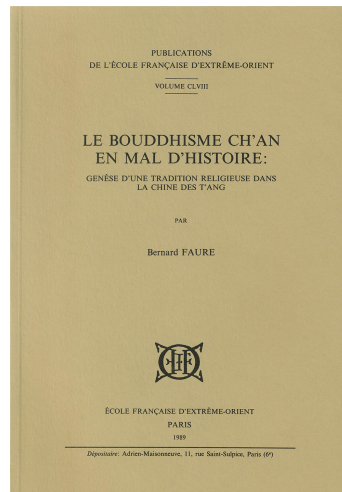 PUBLICATIONS
DE L'ÉCOLE FRANÇAISE D'EXTRÊME-ORIENT
VOLUME CLVIII
LE BOUDDHISME CH'AN
EN MAL D'HISTOIRE:
GENÈSE D'UNE TRADITION RELIGIEUSE DANS
LA CHINE DES T'ANG
PAR
Bernard FAURE
ÉCOLE FRANÇAISE D'EXTRÊME-ORIENT
PARIS
1989
Dépositaire: Adrien-Maisonneuve, 11, rue Saint-Sulpice, Paris (6e)